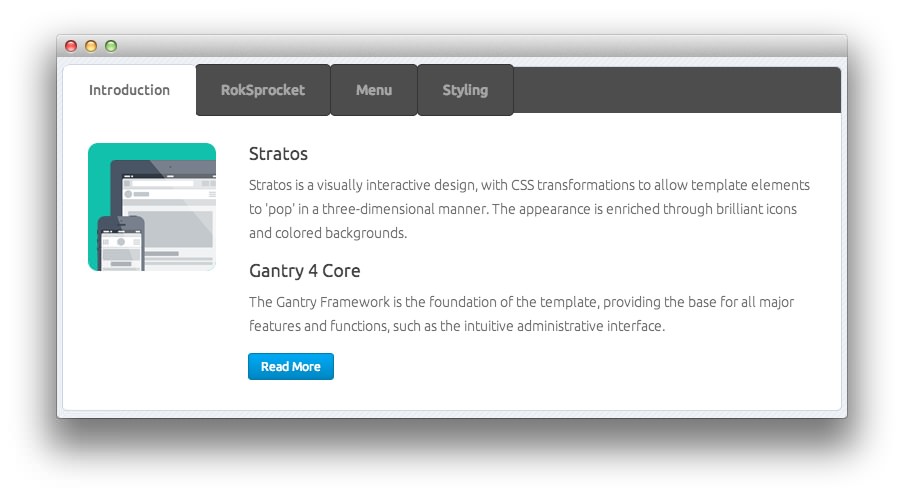 Introduction
RokSprocket
Menu
Styling
Stratos
Stratos is a visually interactive design, with CSS transformations to allow template elements
to 'pop' in a three-dimensional manner. The appearance is enriched through brilliant icons
and colored backgrounds.
Gantry 4 Core
The Gantry Framework is the foundation of the template, providing the base for all major
features and functions, such as the intuitive administrative interface.
Read More